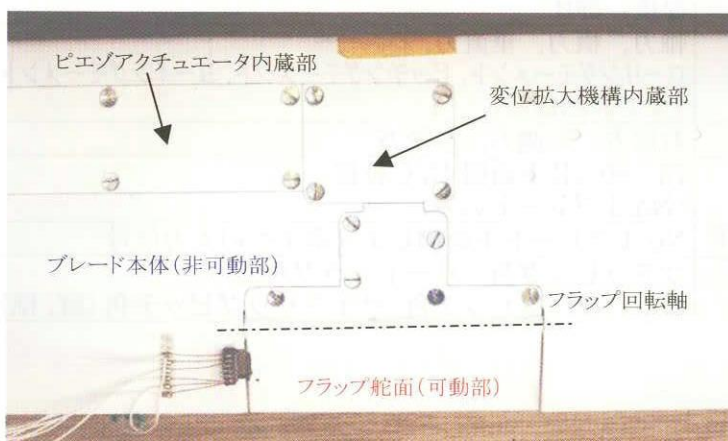 ピエゾアクチュエータ内蔵部
変位拡大機構内蔵部
ブレード本体（非可動部）
フラップ回転軸
フラップ舵面（可動部）